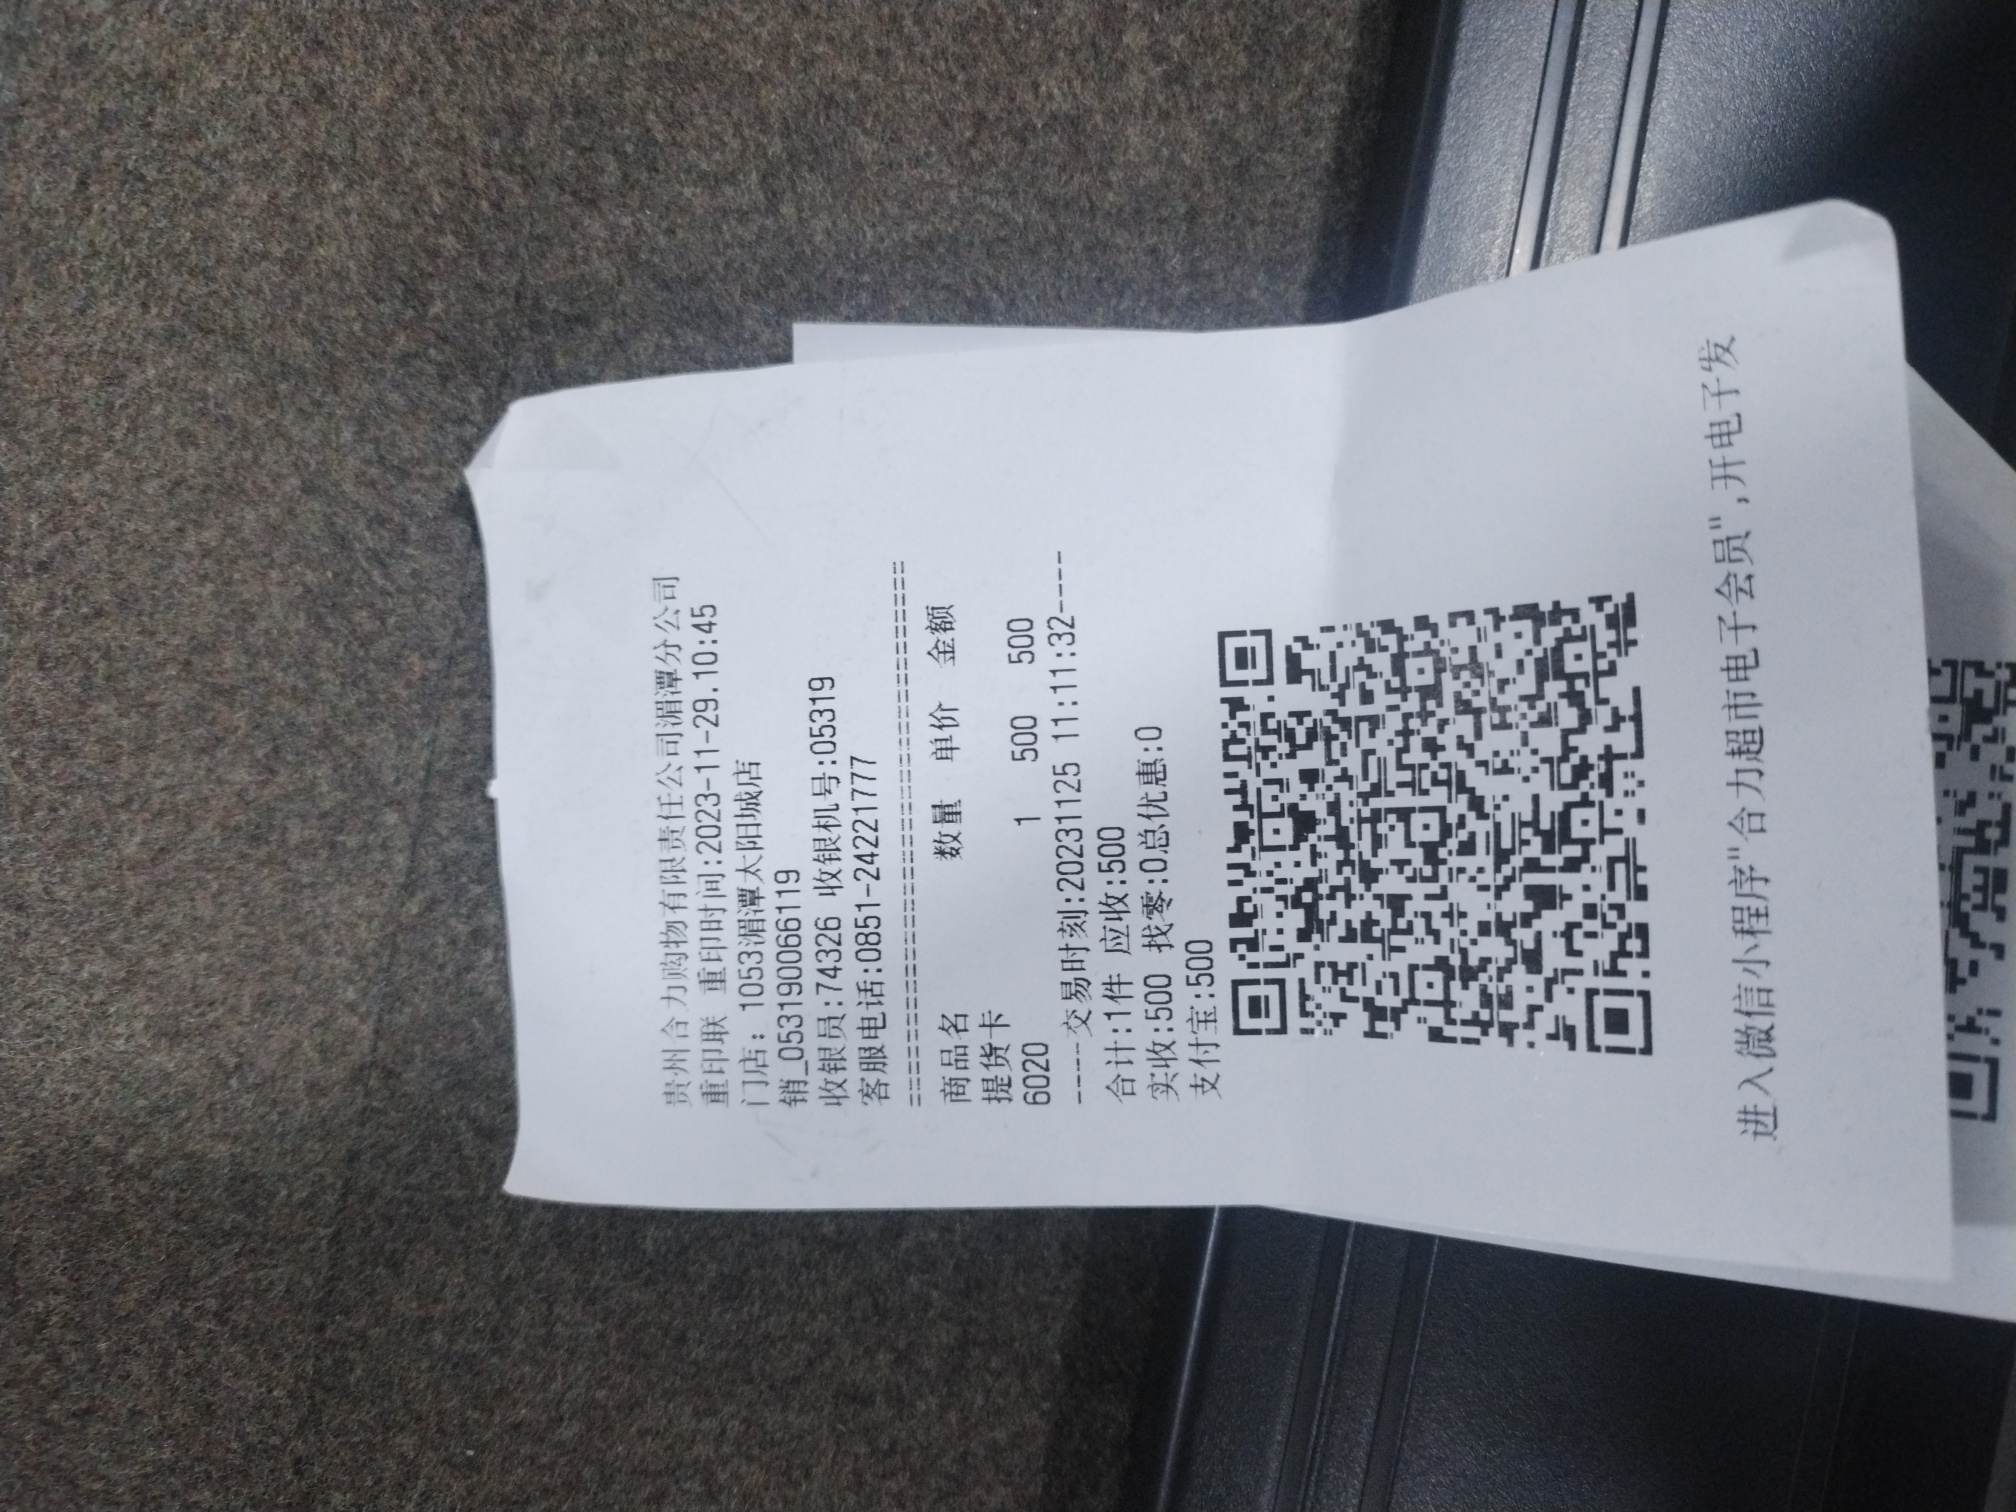 贵州合力购物有限责任公司湄潭分公司
重印联 重印时间:2023-11-29.10:45
门店: 1053湄潭太阳城店
销_053190066119
收银员:74326 收银机号:05319
客服电话:0851-24221777
==========================================
商品名 数量 单价 金额
提货卡
6020 1 500 500
----交易时刻:20231125 11:11:32----
合计:1件 应收:500
实收:500 找零:0总优惠:0
支付宝:500
进入微信小程序"合力超市电子会员",开电子发